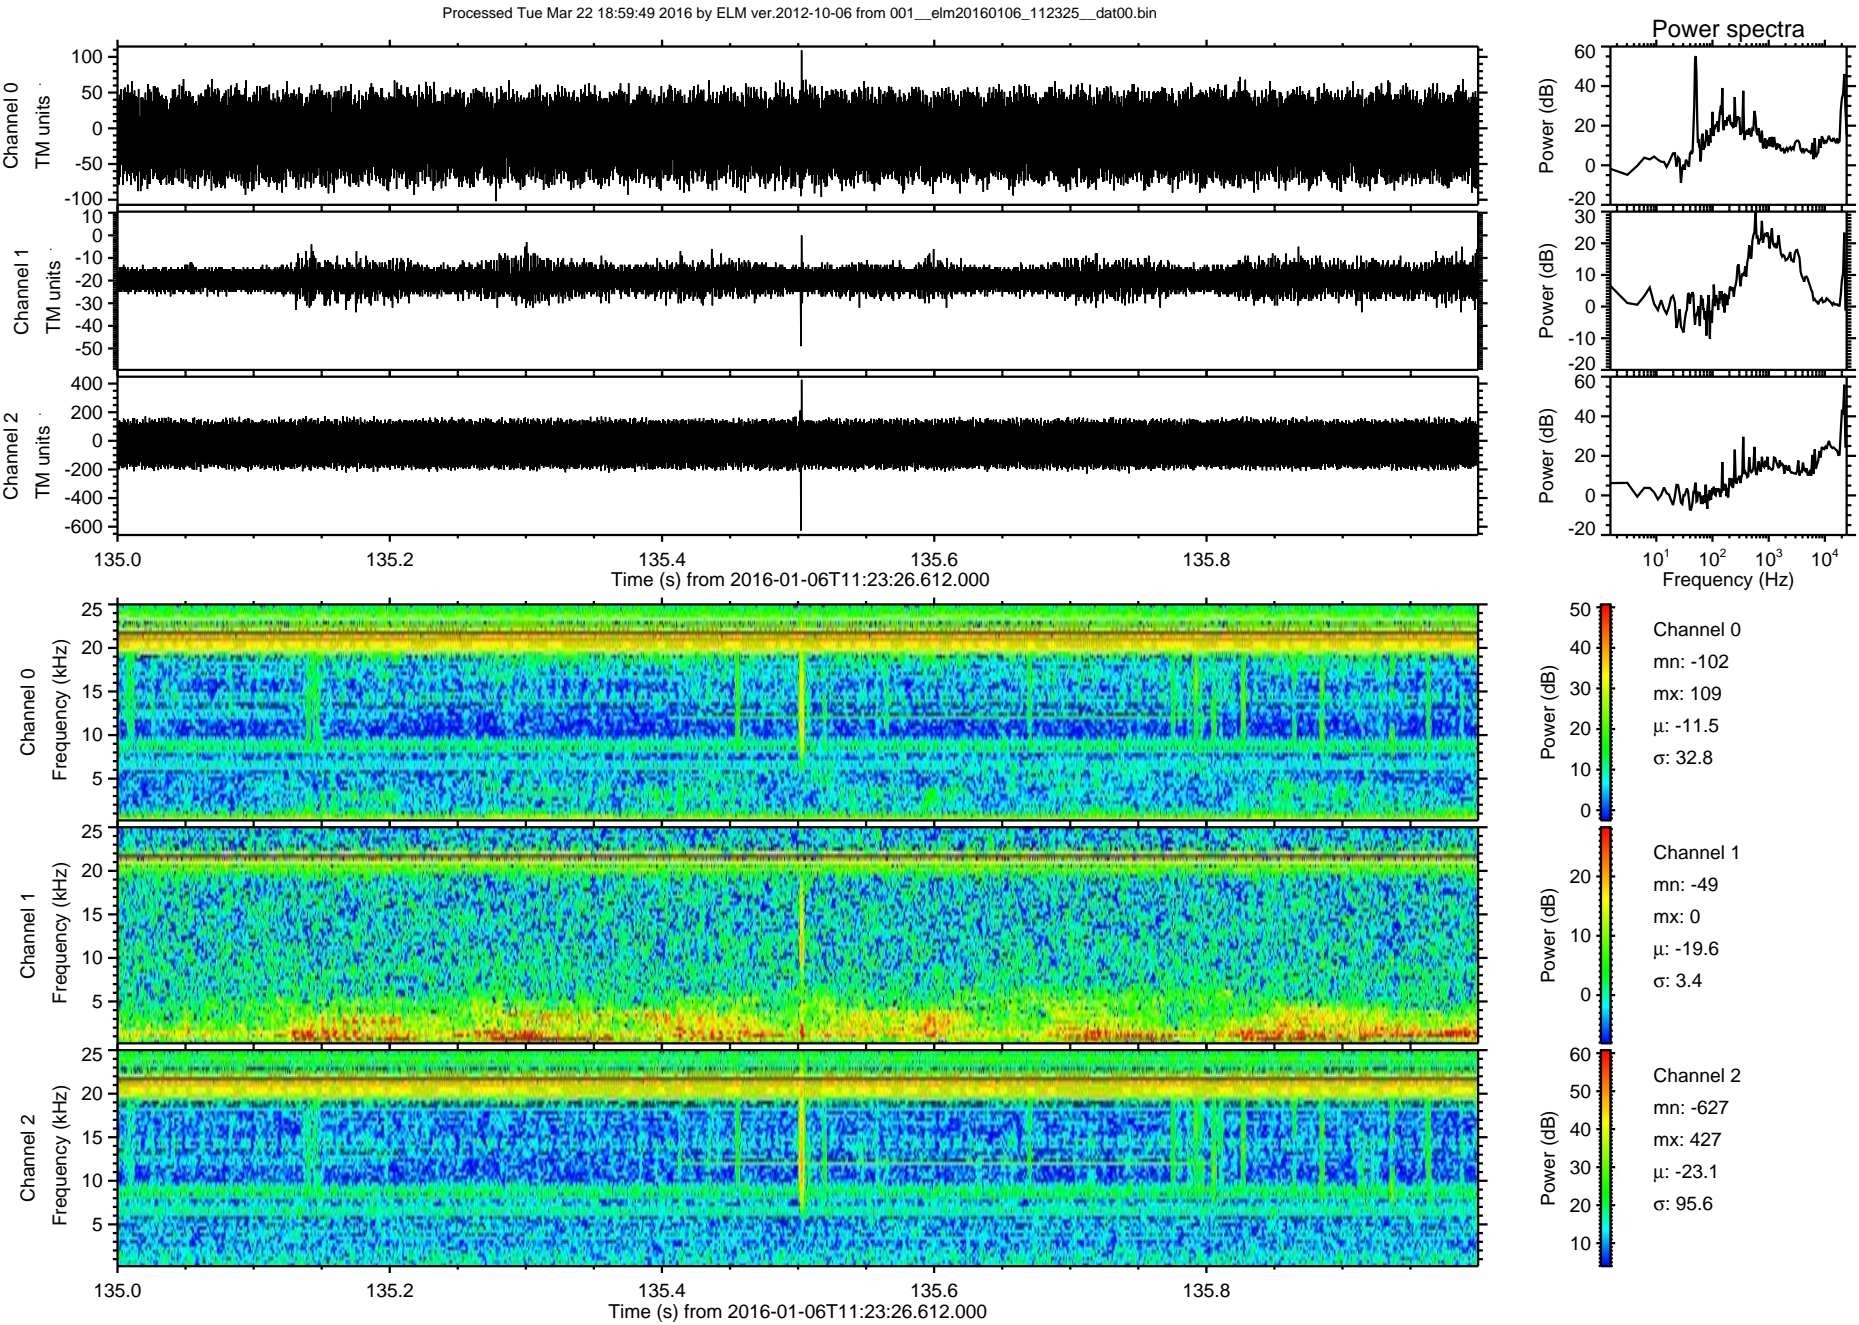 Processed Tue Mar 22 18:59:49 2016 by ELM ver.2012-10-06 from 001__elm20160106_112325__dat00.bin
Power spectra
Channel 0
TM units
100
50
0
-50
-100
Power (dB)
60
40
20
0
-20
Channel 1
TM units
10
0
-10
-20
-30
-40
-50
Power (dB)
30
20
10
0
-10
-20
Channel 2
TM units
400
200
0
-200
-400
-600
Power (dB)
60
40
20
0
-20
135.0 135.2 135.4 135.6 135.8
Time (s) from 2016-01-06T11:23:26.612.000
10^1 10^2 10^3 10^4
Frequency (Hz)
Channel 0
Frequency (kHz)
25
20
15
10
5
Power (dB)
50
40
30
20
10
0
Channel 0
mn: -102
mx: 109
μ: -11.5
σ: 32.8
Channel 1
Frequency (kHz)
25
20
15
10
5
Power (dB)
20
10
0
Channel 1
mn: -49
mx: 0
μ: -19.6
σ: 3.4
Channel 2
Frequency (kHz)
25
20
15
10
5
Power (dB)
60
50
40
30
20
10
Channel 2
mn: -627
mx: 427
μ: -23.1
σ: 95.6
135.0 135.2 135.4 135.6 135.8
Time (s) from 2016-01-06T11:23:26.612.000